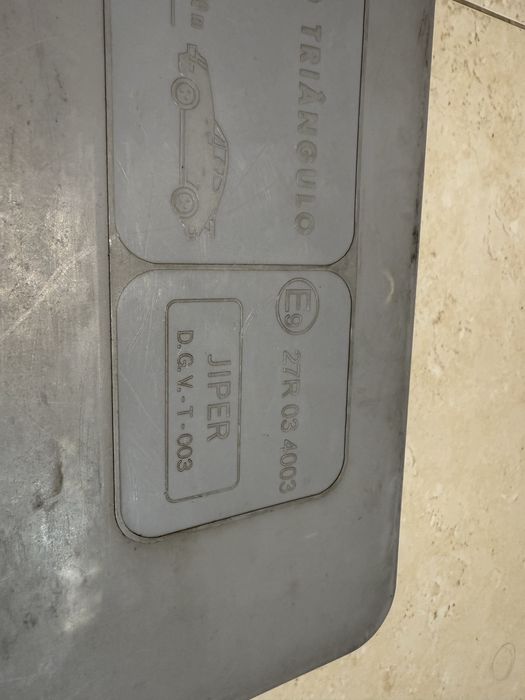 TRIÂNGULO
E9 27R 03 4003
JIPER
D.G.V. - T - 003